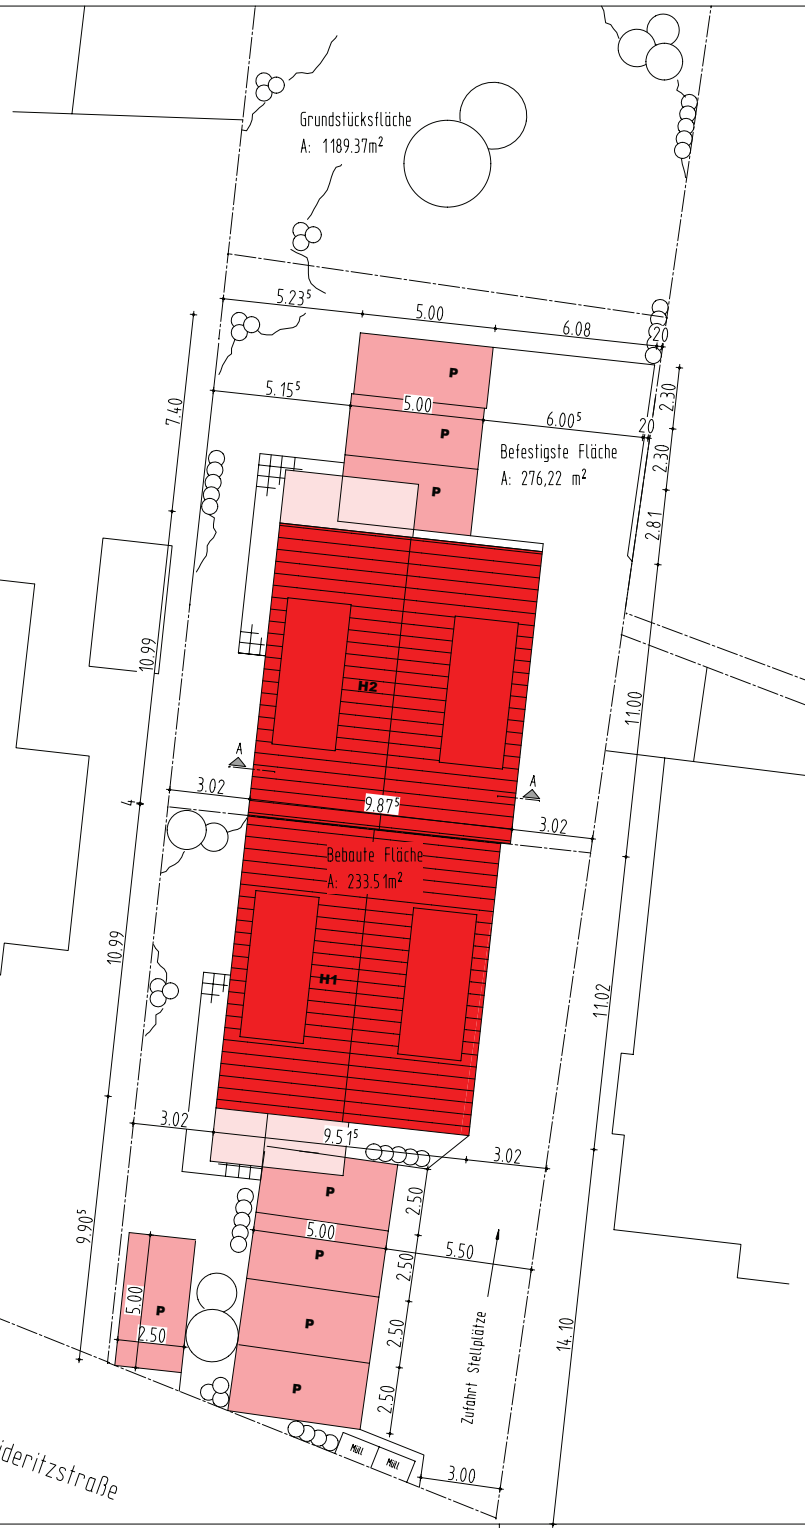 Grundstücksfläche
A: 1189.37m²
5.23⁵
5.00
6.08
20
P
2.30
7.40
5.15⁵
5.00
6.00⁵
20
P
Befestigste Fläche
A: 276,22 m²
2.30
P
2.81
10.99
H2
11.00
A
A
3.02
9.87⁵
3.02
4
Bebaute Fläche
A: 233.51m²
10.99
H1
11.02
3.02
9.51⁵
3.02
P
2.50
9.90⁵
5.00
5.50
P
2.50
5.00
P
2.50
P
2.50
14.10
Zufahrt Stellplätze
P
2.50
Müll
Müll
3.00
ideritzstraße